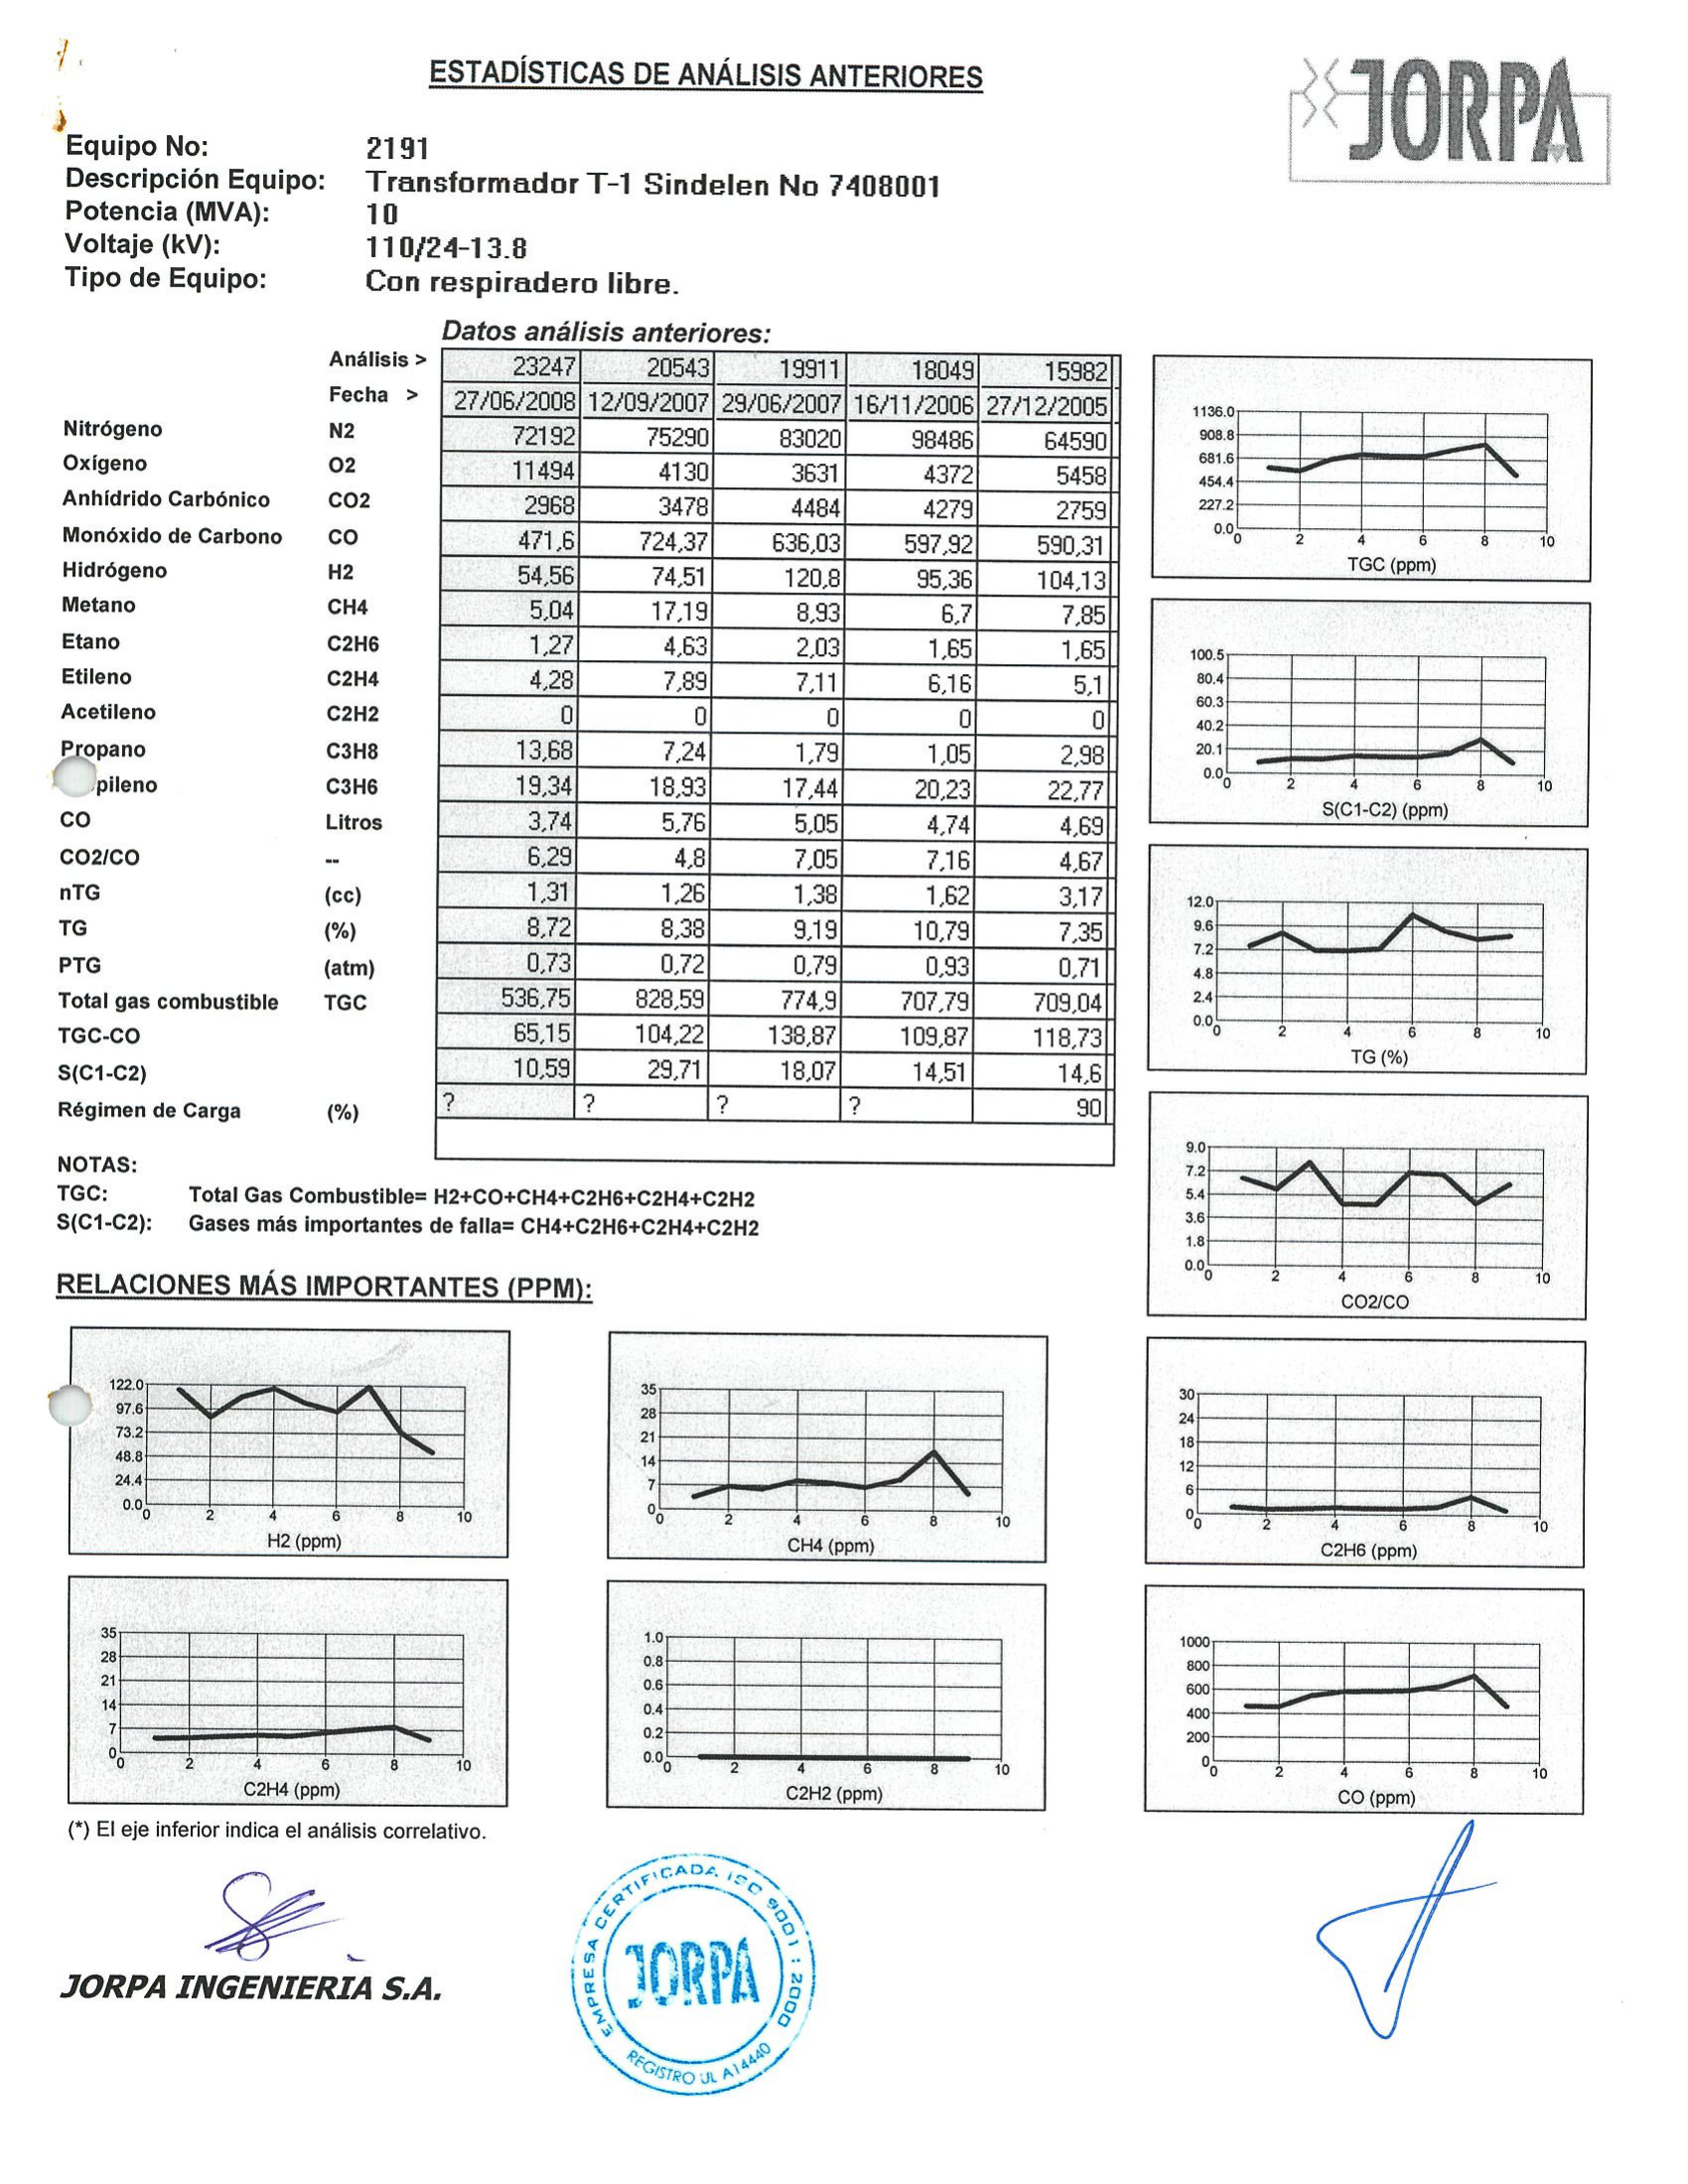 ESTADÍSTICAS DE ANÁLISIS ANTERIORES
JORPA
Equipo No: 2191
Descripción Equipo: Transformador T-1 Sindelen No 7408001
Potencia (MVA): 10
Voltaje (kV): 110/24-13.8
Tipo de Equipo: Con respiradero libre.
Datos análisis anteriores:
Análisis > 23247 20543 19911 18049 15982
Fecha > 27/06/2008 12/09/2007 29/06/2007 16/11/2006 27/12/2005
Nitrógeno N2 72192 75290 83020 98486 64590
Oxígeno O2 11494 4130 3631 4372 5458
Anhídrido Carbónico CO2 2968 3478 4484 4279 2759
Monóxido de Carbono CO 471,6 724,37 636,03 597,92 590,31
Hidrógeno H2 54,56 74,51 120,8 95,36 104,13
Metano CH4 5,04 17,19 8,93 6,7 7,85
Etano C2H6 1,27 4,63 2,03 1,65 1,65
Etileno C2H4 4,28 7,89 7,11 6,16 5,1
Acetileno C2H2 0 0 0 0 0
Propano C3H8 13,68 7,24 1,79 1,05 2,98
pileno C3H6 19,34 18,93 17,44 20,23 22,77
CO Litros 3,74 5,76 5,05 4,74 4,69
CO2/CO -- 6,29 4,8 7,05 7,16 4,67
nTG (cc) 1,31 1,26 1,38 1,62 3,17
TG (%) 8,72 8,38 9,19 10,79 7,35
PTG (atm) 0,73 0,72 0,79 0,93 0,71
Total gas combustible TGC 536,75 828,59 774,9 707,79 709,04
TGC-CO 65,15 104,22 138,87 109,87 118,73
S(C1-C2) 10,59 29,71 18,07 14,51 14,6
Régimen de Carga (%) ? ? ? ? 90
NOTAS:
TGC: Total Gas Combustible= H2+CO+CH4+C2H6+C2H4+C2H2
S(C1-C2): Gases más importantes de falla= CH4+C2H6+C2H4+C2H2
1136.0
908.8
681.6
454.4
227.2
0.0
0 2 4 6 8 10
TGC (ppm)
100.5
80.4
60.3
40.2
20.1
0.0
0 2 4 6 8 10
S(C1-C2) (ppm)
12.0
9.6
7.2
4.8
2.4
0.0
0 2 4 6 8 10
TG (%)
9.0
7.2
5.4
3.6
1.8
0.0
0 2 4 6 8 10
CO2/CO
RELACIONES MÁS IMPORTANTES (PPM):
122.0
97.6
73.2
48.8
24.4
0.0
0 2 4 6 8 10
H2 (ppm)
35
28
21
14
7
0
0 2 4 6 8 10
CH4 (ppm)
30
24
18
12
6
0
0 2 4 6 8 10
C2H6 (ppm)
35
28
21
14
7
0
0 2 4 6 8 10
C2H4 (ppm)
1.0
0.8
0.6
0.4
0.2
0.0
0 2 4 6 8 10
C2H2 (ppm)
1000
800
600
400
200
0
0 2 4 6 8 10
CO (ppm)
(*) El eje inferior indica el análisis correlativo.
JORPA INGENIERIA S.A.
EMPRESA CERTIFICADA ISO 9001 : 2000
JORPA
REGISTRO UL A14440